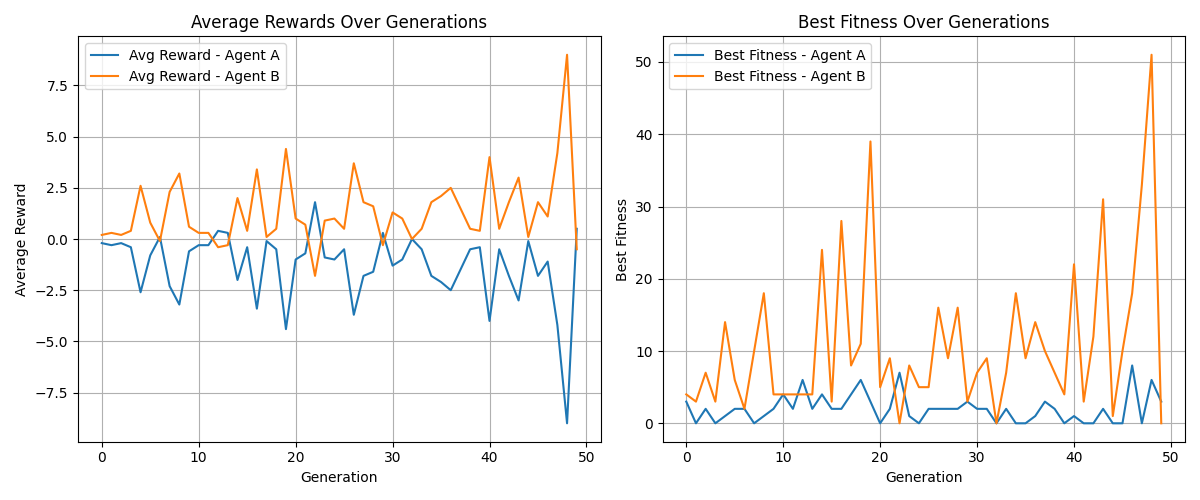 Average Rewards Over Generations
Avg Reward - Agent A
Avg Reward - Agent B
7.5
5.0
2.5
0.0
−2.5
−5.0
−7.5
Average Reward
0 10 20 30 40 50
Generation
Best Fitness Over Generations
Best Fitness - Agent A
Best Fitness - Agent B
50
40
30
20
10
0
Best Fitness
0 10 20 30 40 50
Generation